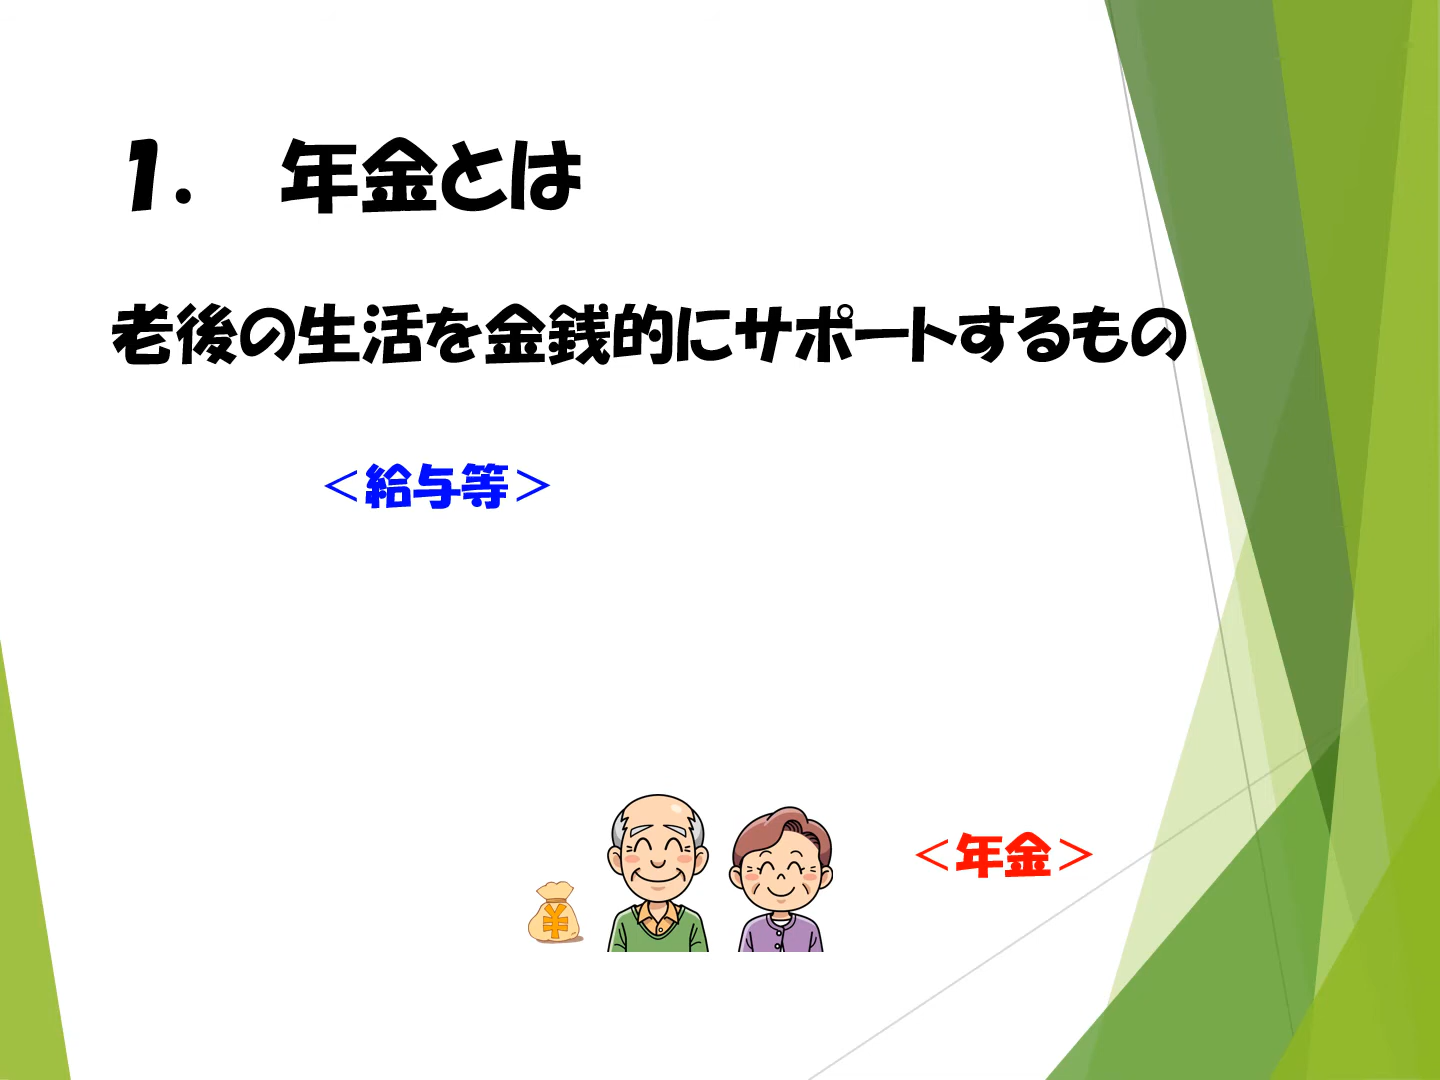 1.　年金とは
老後の生活を金銭的にサポートするもの
＜給与等＞
＜年金＞
¥